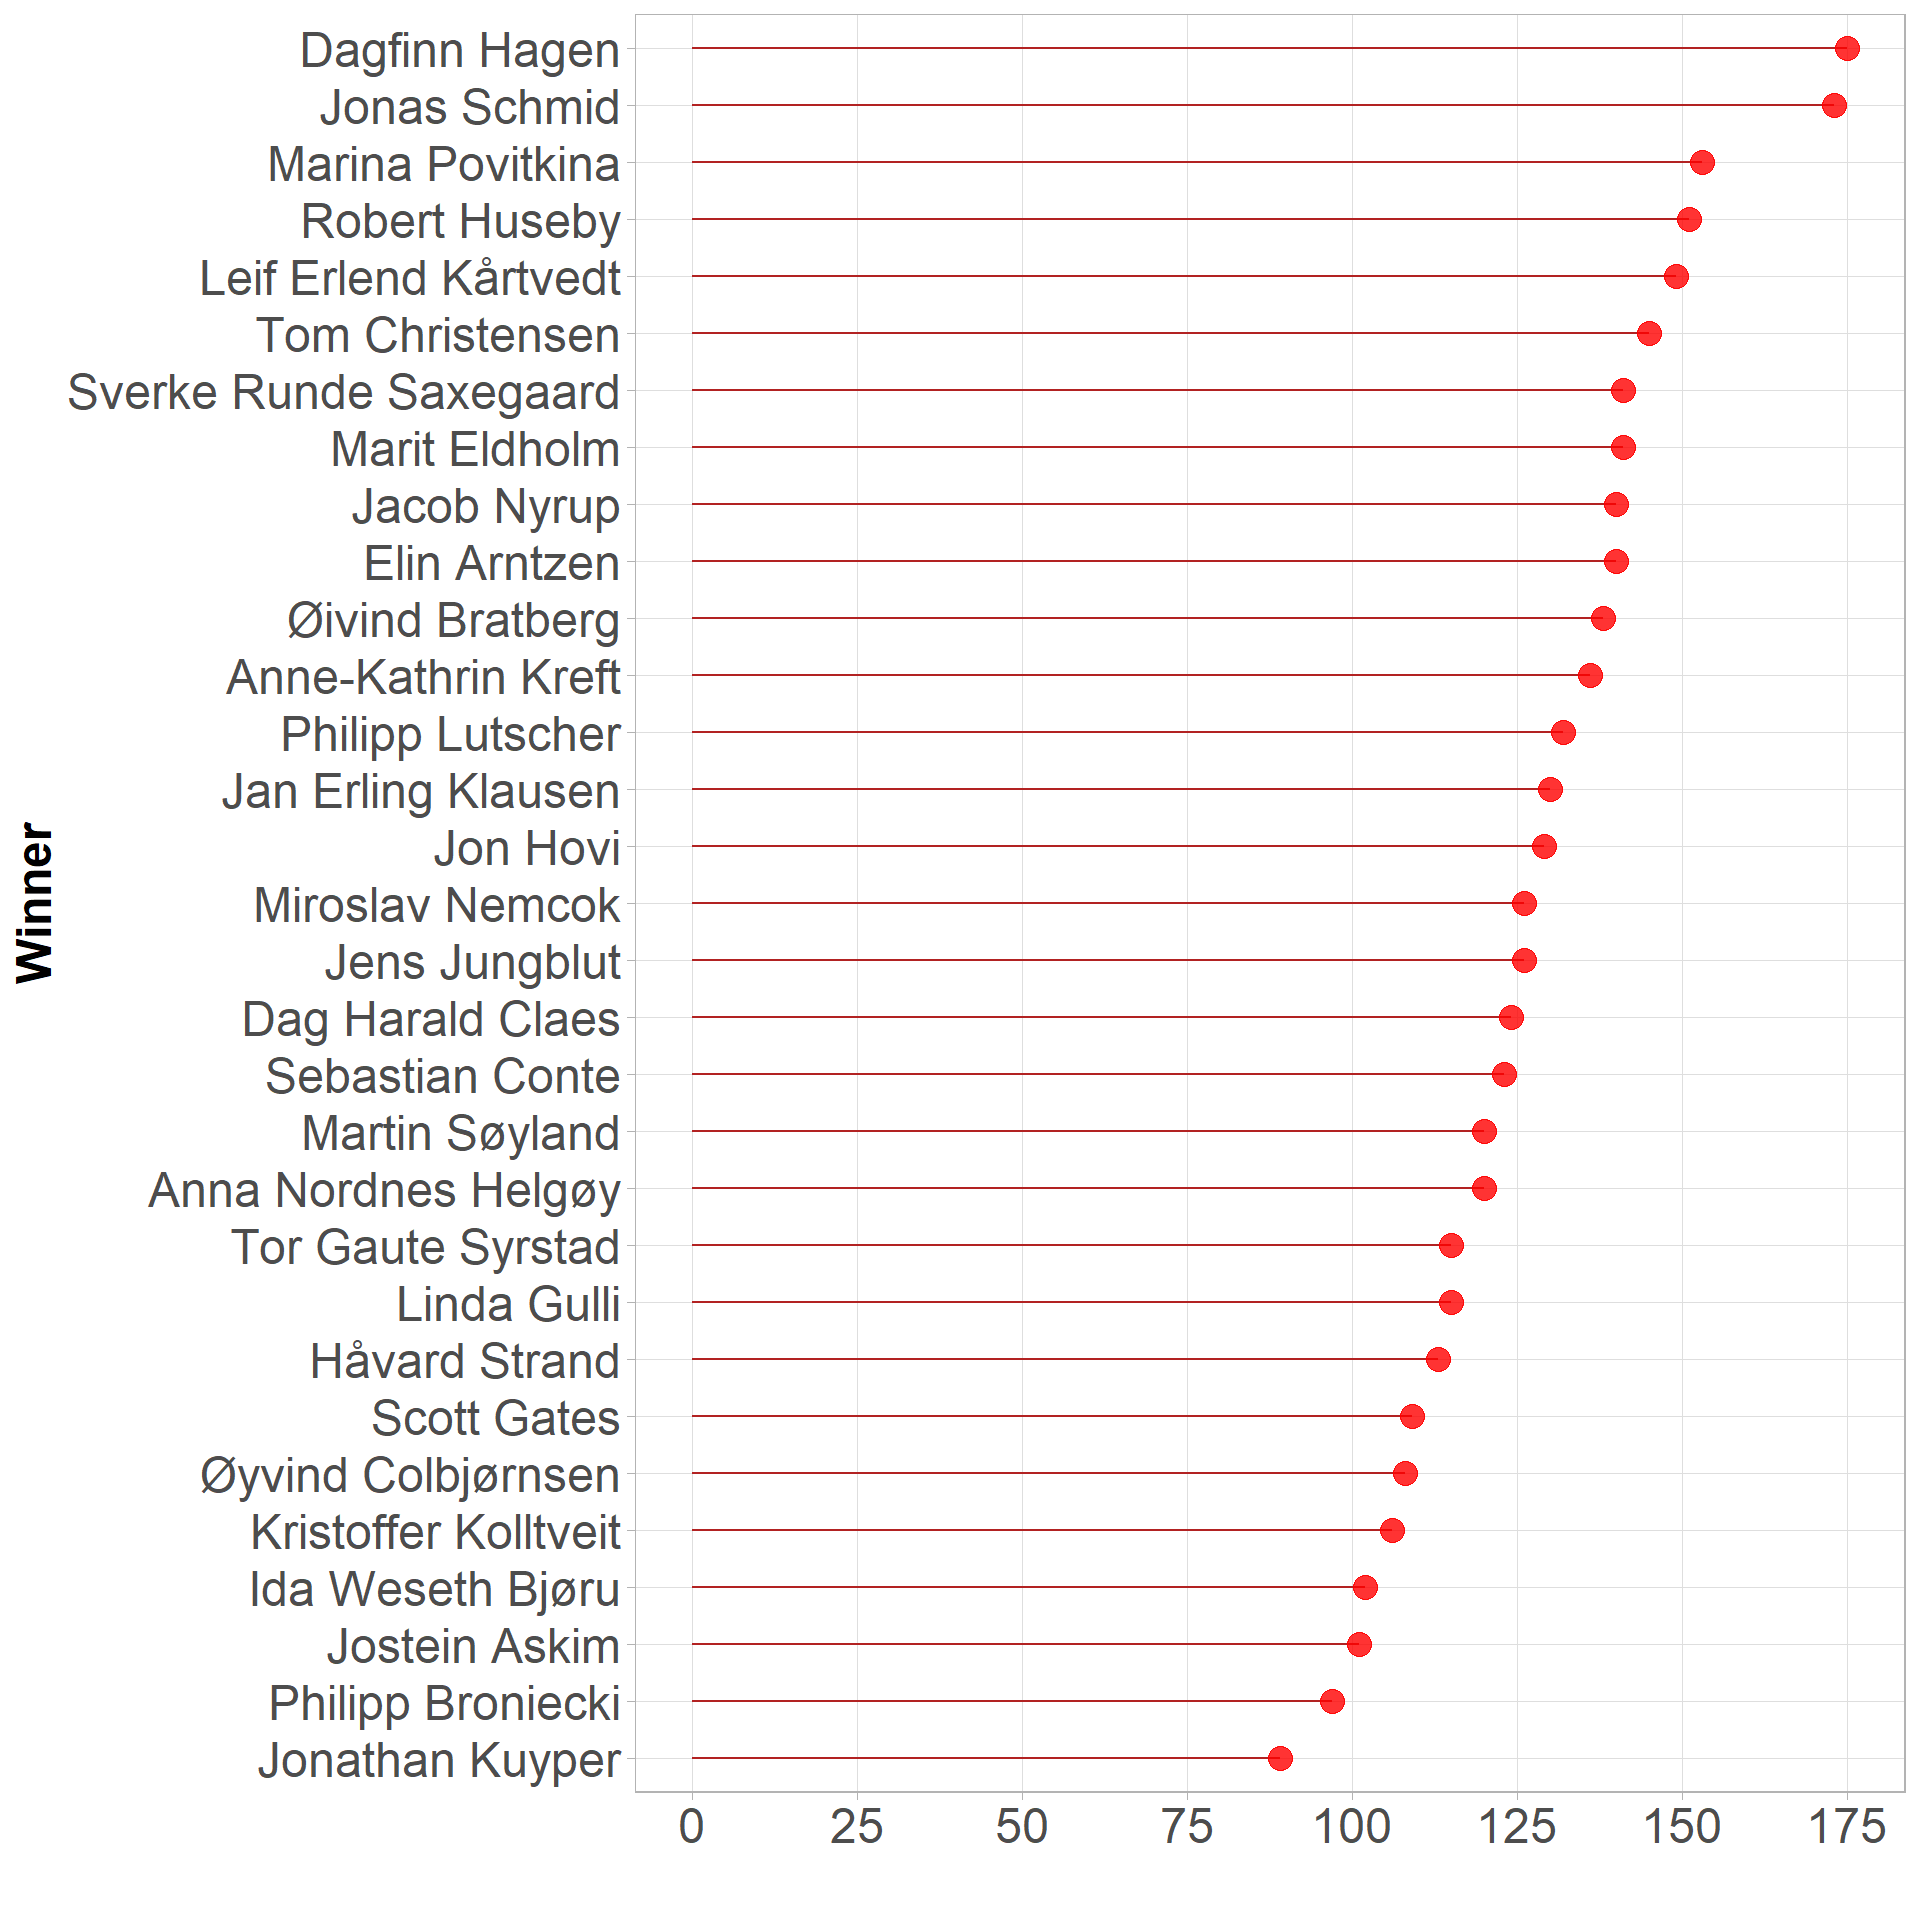 Dagfinn Hagen
Jonas Schmid
Marina Povitkina
Robert Huseby
Leif Erlend Kårtvedt
Tom Christensen
Sverke Runde Saxegaard
Marit Eldholm
Jacob Nyrup
Elin Arntzen
Øivind Bratberg
Anne-Kathrin Kreft
Philipp Lutscher
Jan Erling Klausen
Jon Hovi
Miroslav Nemcok
Jens Jungblut
Dag Harald Claes
Sebastian Conte
Martin Søyland
Anna Nordnes Helgøy
Tor Gaute Syrstad
Linda Gulli
Håvard Strand
Scott Gates
Øyvind Colbjørnsen
Kristoffer Kolltveit
Ida Weseth Bjøru
Jostein Askim
Philipp Broniecki
Jonathan Kuyper
Winner
0 25 50 75 100 125 150 175